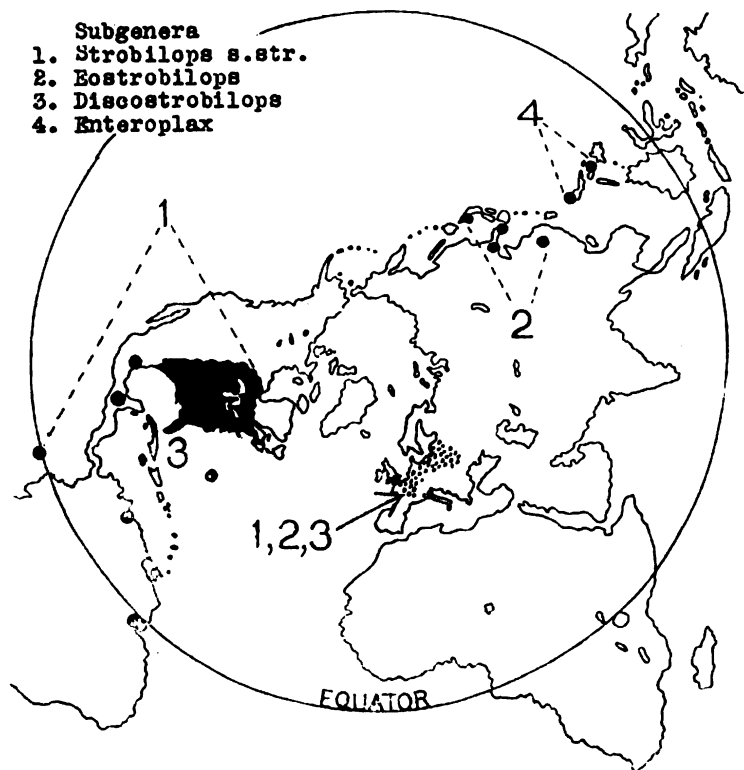 Subgenera
1. Strobilops s.str.
2. Eostrobilops
3. Discostrobilops
4. Enteroplax
4
1
2
3
1,2,3
EQUATOR